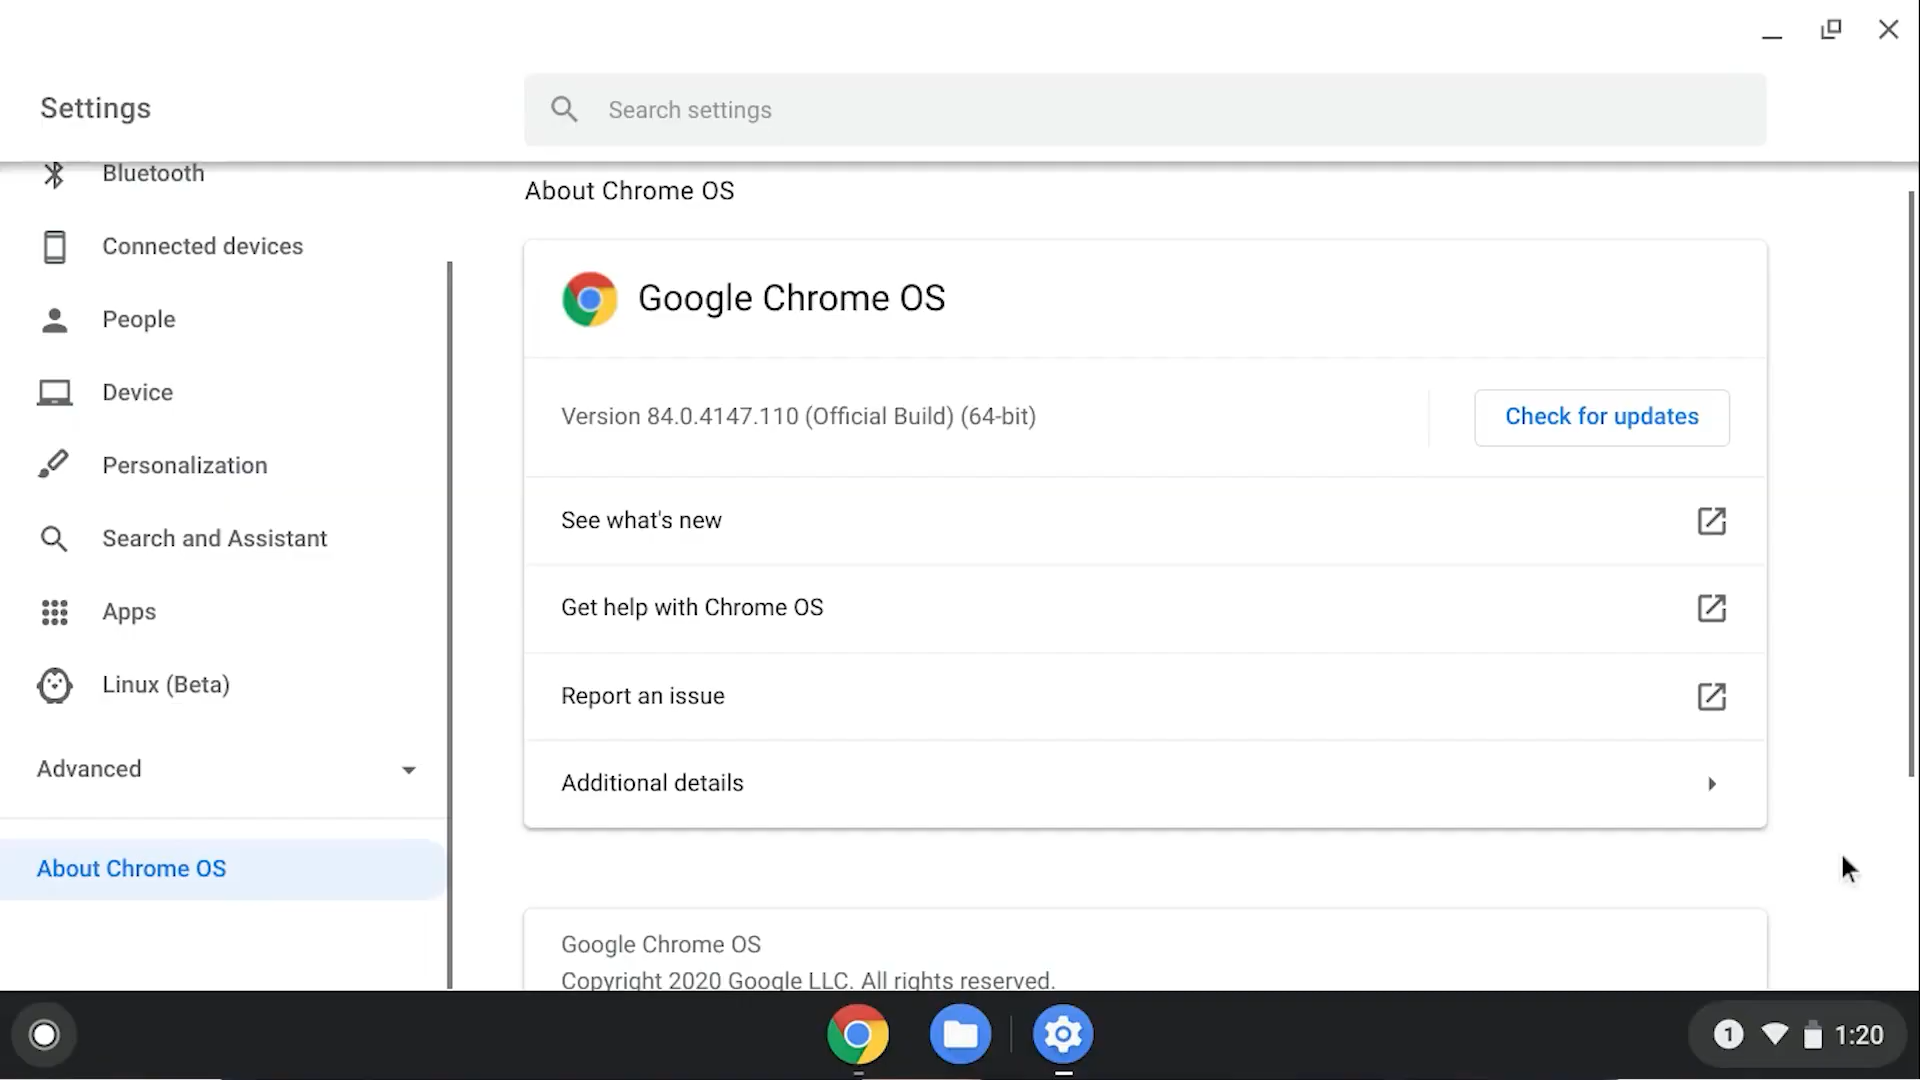 Settings
Search settings
Bluetooth
Connected devices
People
Device
Personalization
Search and Assistant
Apps
Linux (Beta)
Advanced
About Chrome OS
About Chrome OS
Google Chrome OS
Version 84.0.4147.110 (Official Build) (64-bit)
Check for updates
See what's new
Get help with Chrome OS
Report an issue
Additional details
Google Chrome OS
Copyright 2020 Google LLC. All rights reserved.
1
1:20